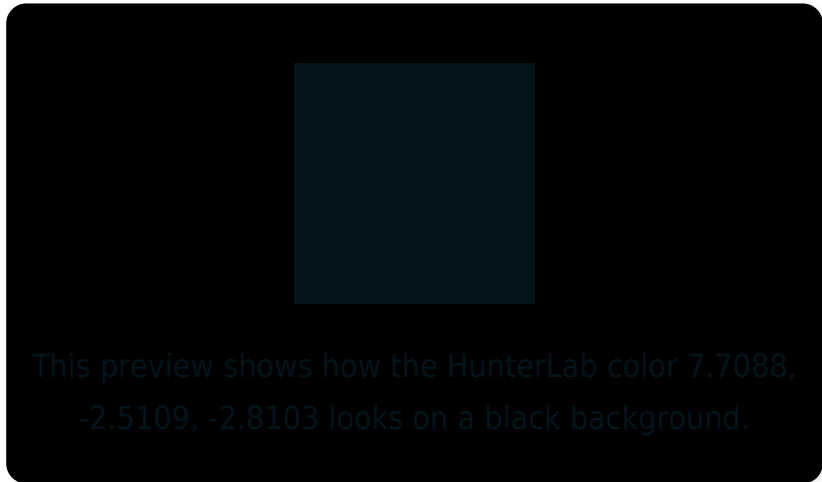 This preview shows how the HunterLab color 7.7088,
-2.5109, -2.8103 looks on a black background.